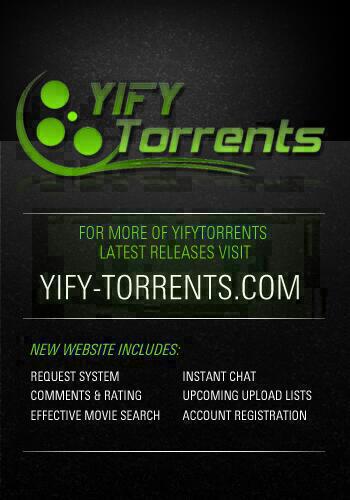 YIFY
Torrents
FOR MORE OF YIFYTORRENTS
LATEST RELEASES VISIT
YIFY-TORRENTS.COM
NEW WEBSITE INCLUDES:
REQUEST SYSTEM
COMMENTS & RATING
EFFECTIVE MOVIE SEARCH
INSTANT CHAT
UPCOMING UPLOAD LISTS
ACCOUNT REGISTRATION